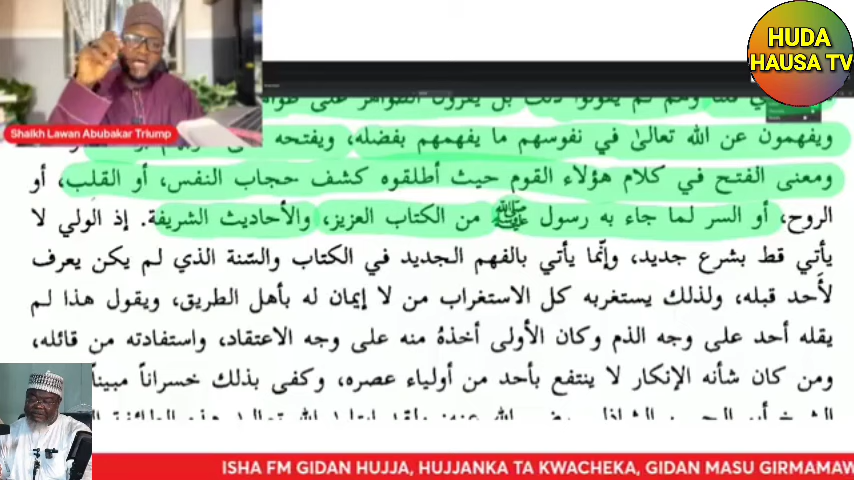 HUDA
HAUSA TV
Shaikh Lawan Abubakar Triump
ويفهمون عن الله تعالىٰ في نفوسهم ما يفهمهم بفضله، ويفتحه
ومعنى الفتح في كلام هؤلاء القوم حيث أطلقوه كشف حجاب النفس، أو القلب، أو
الروح، أو السر لما جاء به رسول ﷺ من الكتاب العزيز، والأحاديث الشريفة. إذ الولي لا
يأتي قط بشرع جديد، وإنّما يأتي بالفهم الجديد في الكتاب والسّنة الذي لم يكن يعرف
لأَحد قبله، ولذلك يستغربه كل الاستغراب من لا إيمان له بأهل الطريق، ويقول هذا لم
يقله أحد على وجه الذم وكان الأولى أخذهُ منه على وجه الاعتقاد، واستفادته من قائله،
ومن كان شأنه الإنكار لا ينتفع بأحد من أولياء عصره، وكفى بذلك خسراناً مبيناً
ISHA FM GIDAN HUJJA, HUJJANKA TA KWACHEKA, GIDAN MASU GIRMAMAW